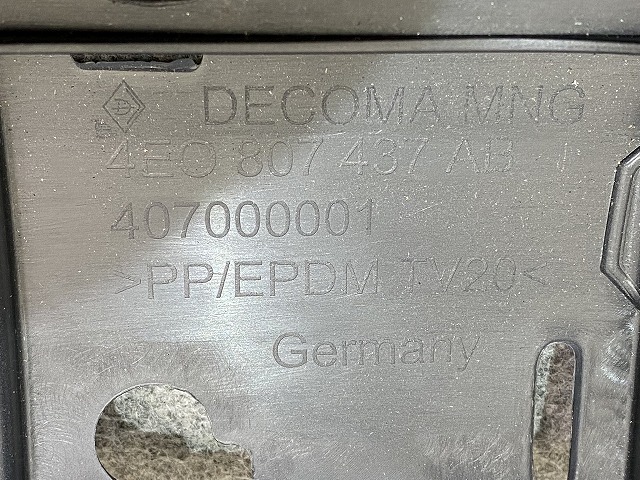 DECOMA MNG
4E0 807 437 AB
407000001
>PP/EPDM TV20<
Germany